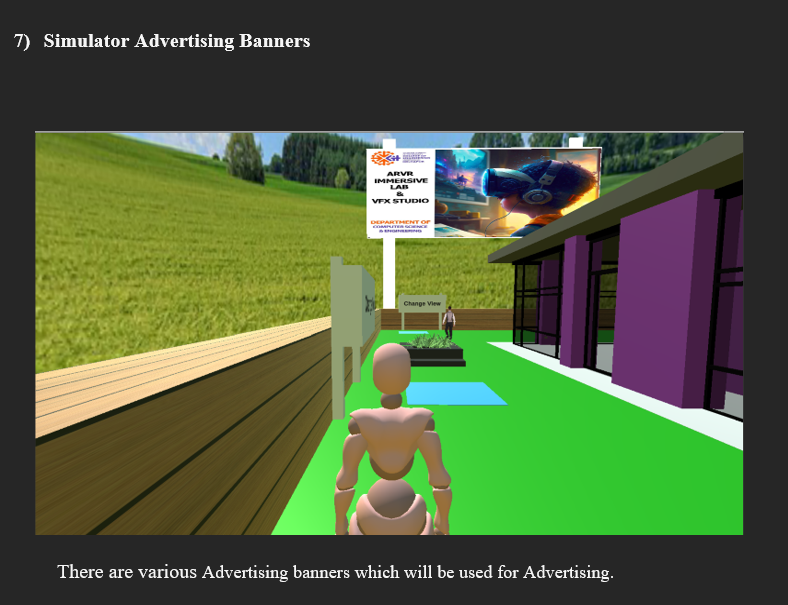 7) Simulator Advertising Banners
ARVR
IMMERSIVE
LAB
&
VFX STUDIO
DEPARTMENT OF
COMPUTER SCIENCE
& ENGINEERING
Change View
There are various Advertising banners which will be used for Advertising.